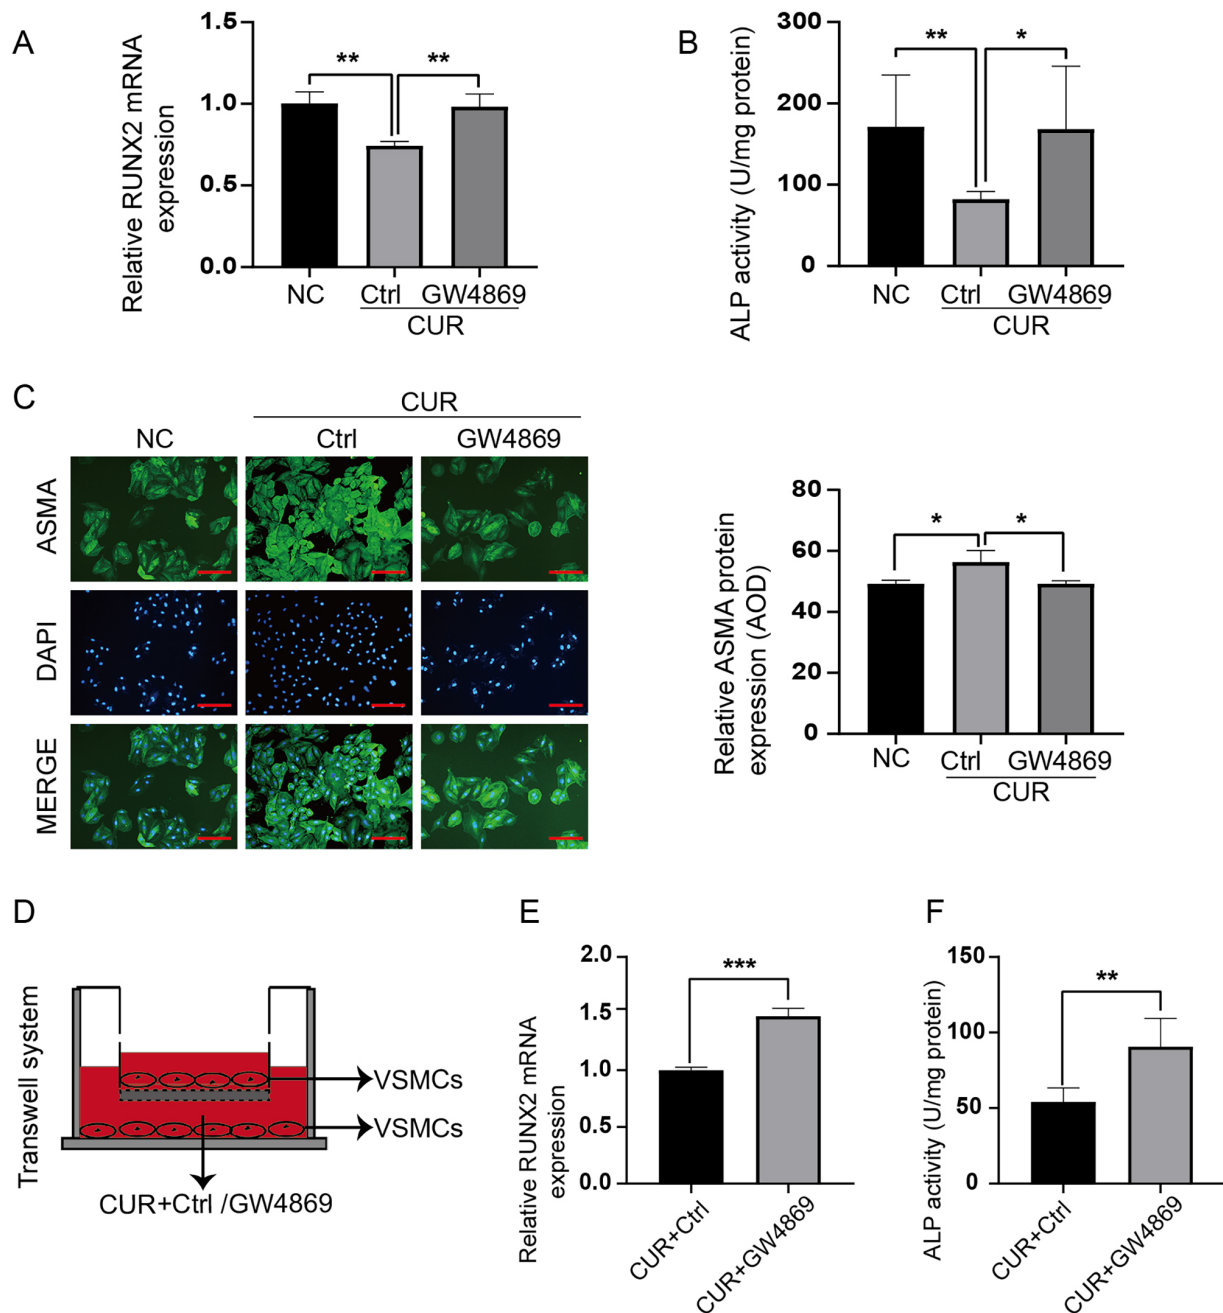 A
Relative RUNX2 mRNA
expression
1.5
1.0
0.5
0.0
**
**
NC
Ctrl
GW4869
CUR
B
ALP activity (U/mg protein)
300
200
100
0
**
*
NC
Ctrl
GW4869
CUR
C
CUR
NC
Ctrl
GW4869
ASMA
DAPI
MERGE
Relative ASMA protein
expression (AOD)
80
60
40
20
0
*
*
NC
Ctrl
GW4869
CUR
D
Transwell system
VSMCs
VSMCs
CUR+Ctrl /GW4869
E
Relative RUNX2 mRNA
expression
2.0
1.5
1.0
0.5
0.0
***
CUR+Ctrl
CUR+GW4869
F
ALP activity (U/mg protein)
150
100
50
0
**
CUR+Ctrl
CUR+GW4869